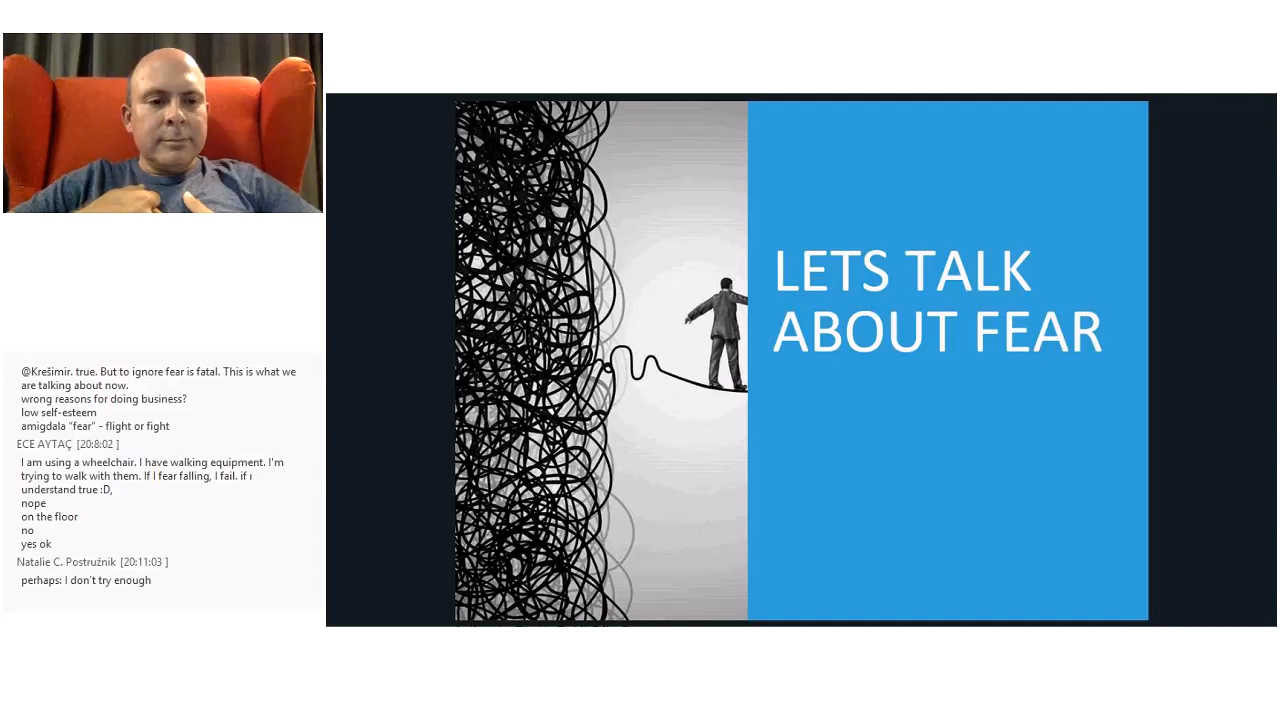 @Krešimir. true. But to ignore fear is fatal. This is what we
are talking about now.
wrong reasons for doing business?
low self-esteem
amigdala "fear" - flight or fight
ECE AYTAÇ [20:8:02 ]
I am using a wheelchair. I have walking equipment. I'm
trying to walk with them. If I fear falling, I fail. if ı
understand true :D,
nope
on the floor
no
yes ok
Natalie C. Postružnik [20:11:03 ]
perhaps: I don't try enough
LETS TALK
ABOUT FEAR